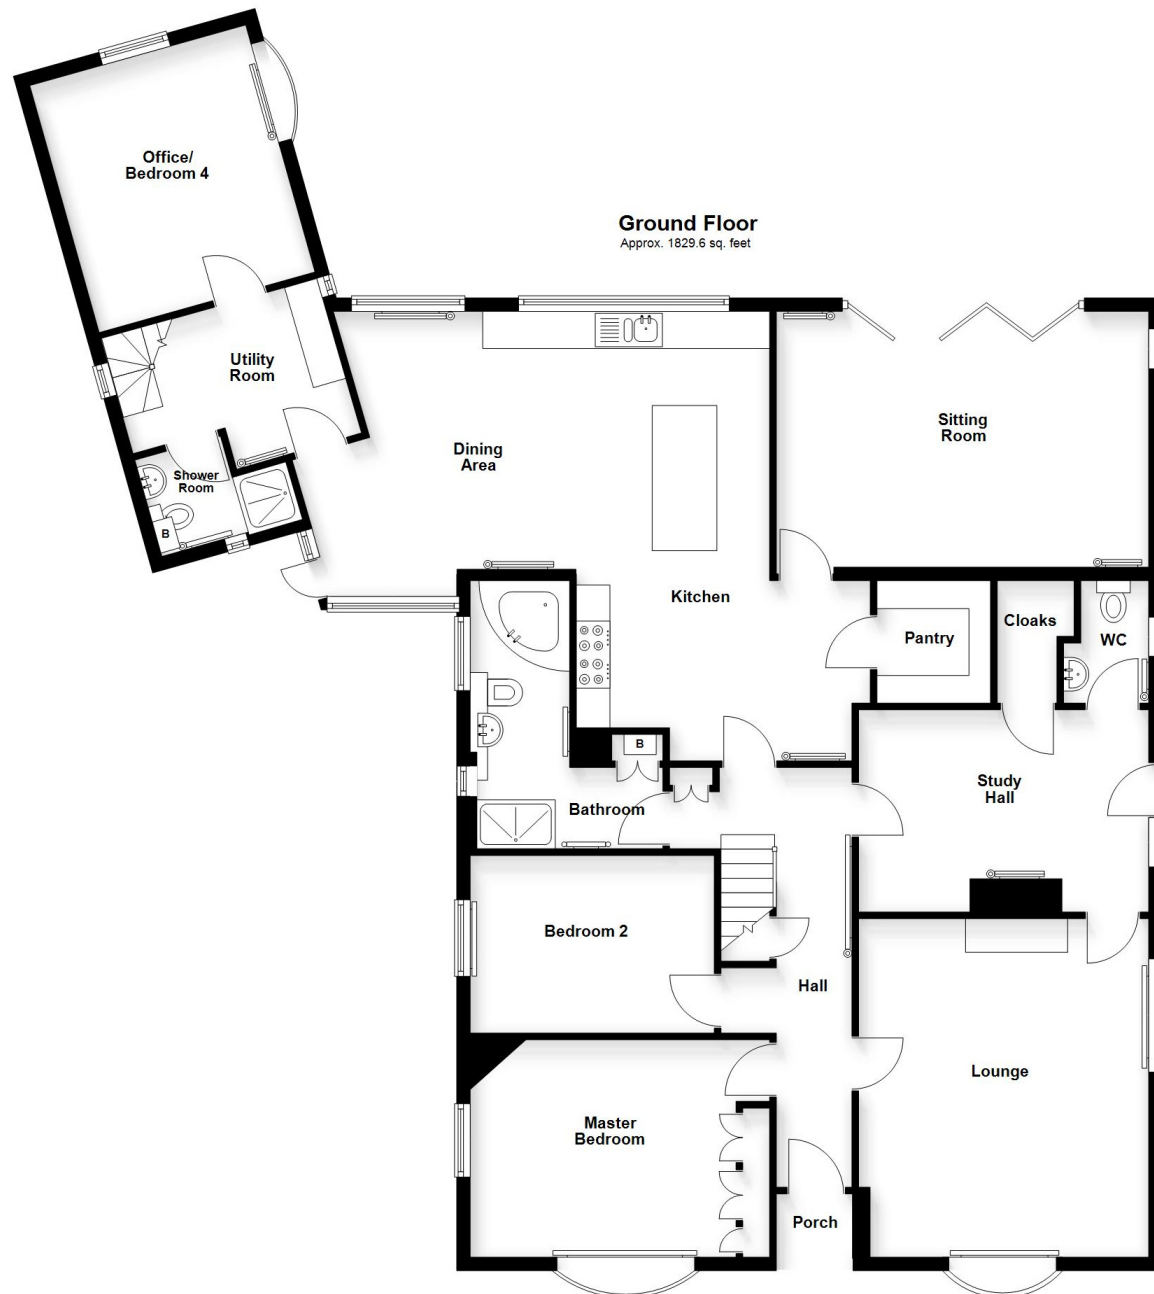 Office/
Bedroom 4
Ground Floor
Approx. 1829.6 sq. feet
Utility
Room
Sitting
Room
Dining
Area
Shower
Room
B
Kitchen
Pantry
Cloaks
WC
B
Study
Hall
Bathroom
Bedroom 2
Hall
Lounge
Master
Bedroom
Porch